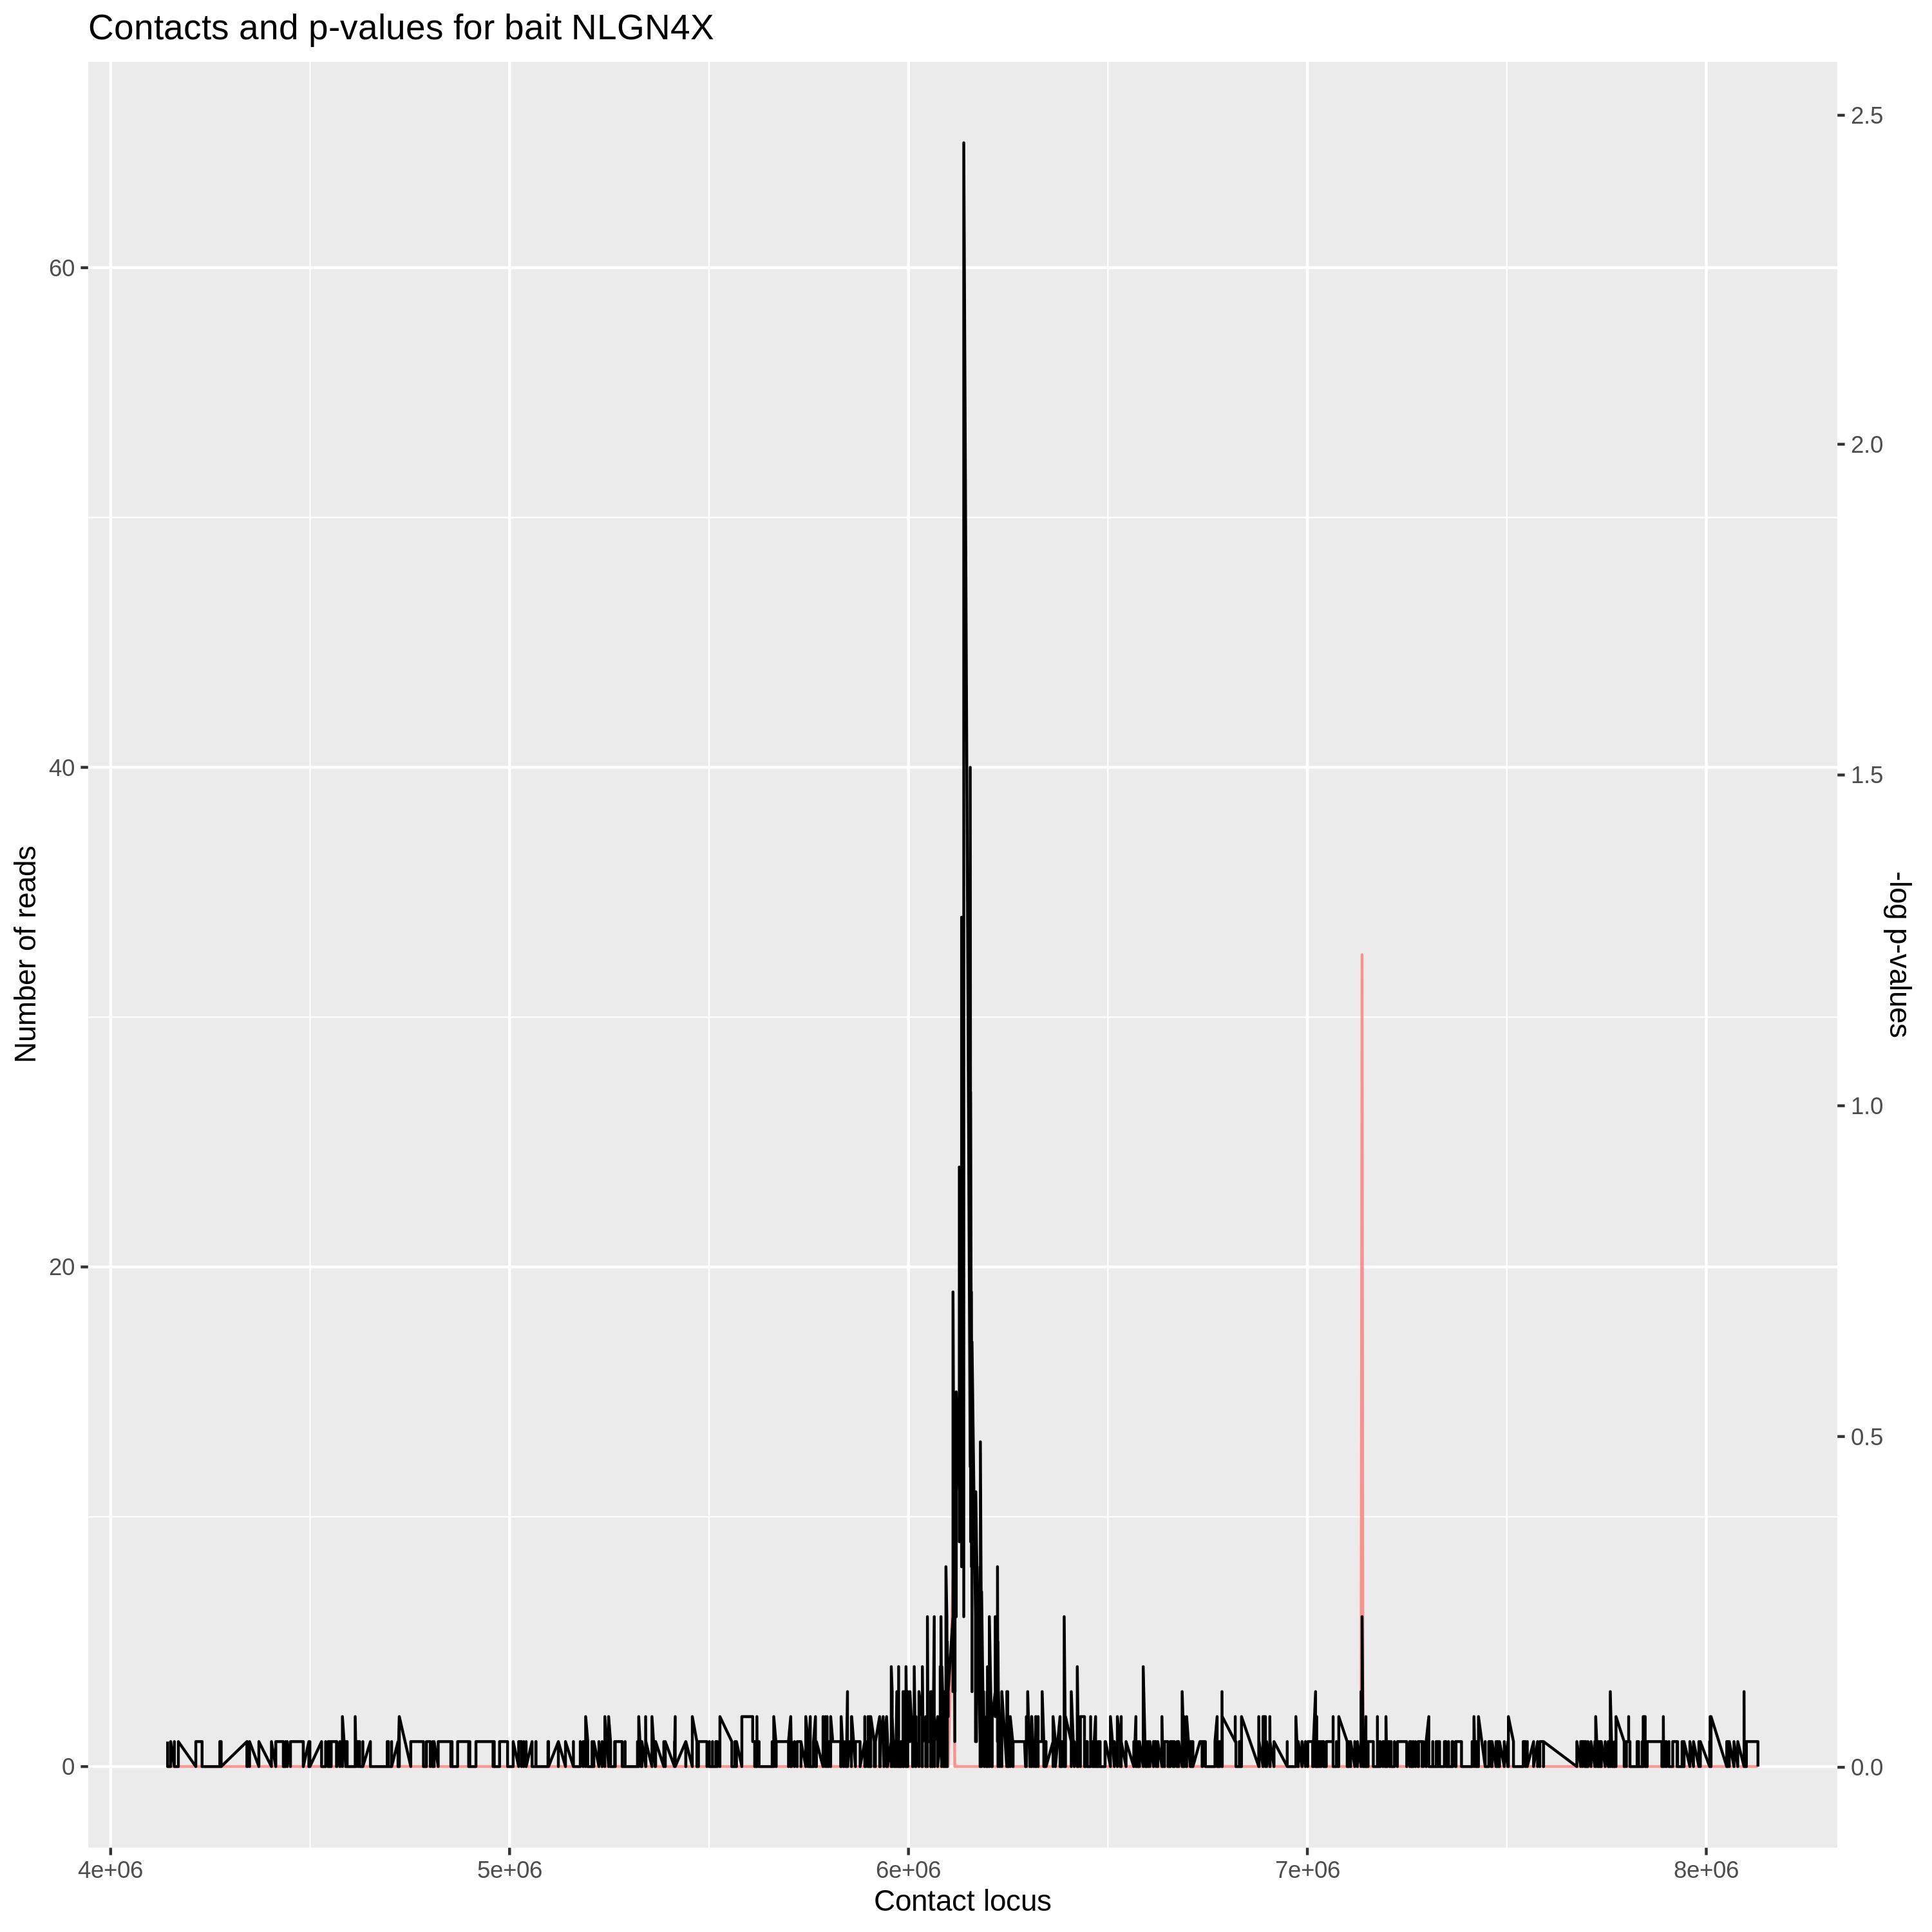 Contacts and p-values for bait NLGN4X
2.5
60
2.0
40
1.5
Number of reads
-log p-values
1.0
20
0.5
0
0.0
4e+06
5e+06
6e+06
7e+06
8e+06
Contact locus